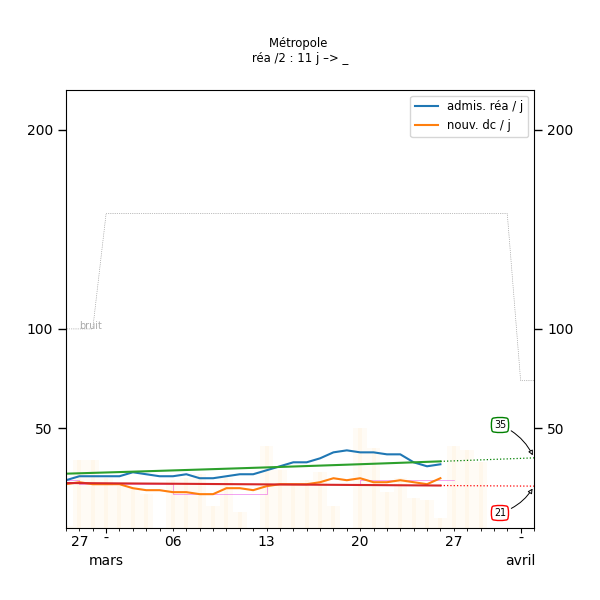 Métropole
réa /2 : 11 j –> _
admis. réa / j
nouv. dc / j
200
200
100
100
bruit
50
50
35
21
27
-
06
13
20
27
-
mars
avril